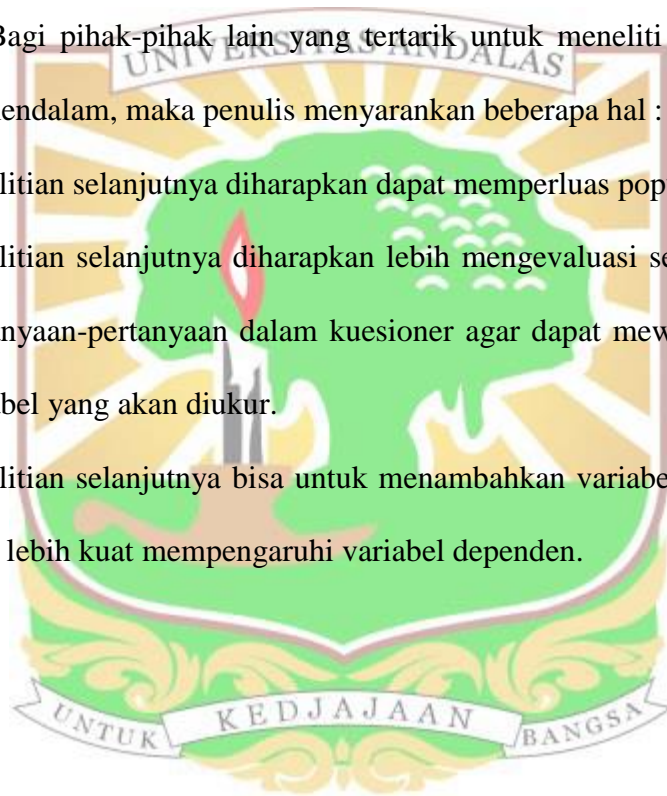 Bagi pihak-pihak lain yang tertarik untuk meneliti
UNIVERSITAS ANDALAS
endalam, maka penulis menyarankan beberapa hal :
litian selanjutnya diharapkan dapat memperluas pop
litian selanjutnya diharapkan lebih mengevaluasi se
nyaan-pertanyaan dalam kuesioner agar dapat mew
bel yang akan diukur.
litian selanjutnya bisa untuk menambahkan variabe
lebih kuat mempengaruhi variabel dependen.
UNTUK KEDJAJAAN BANGSA